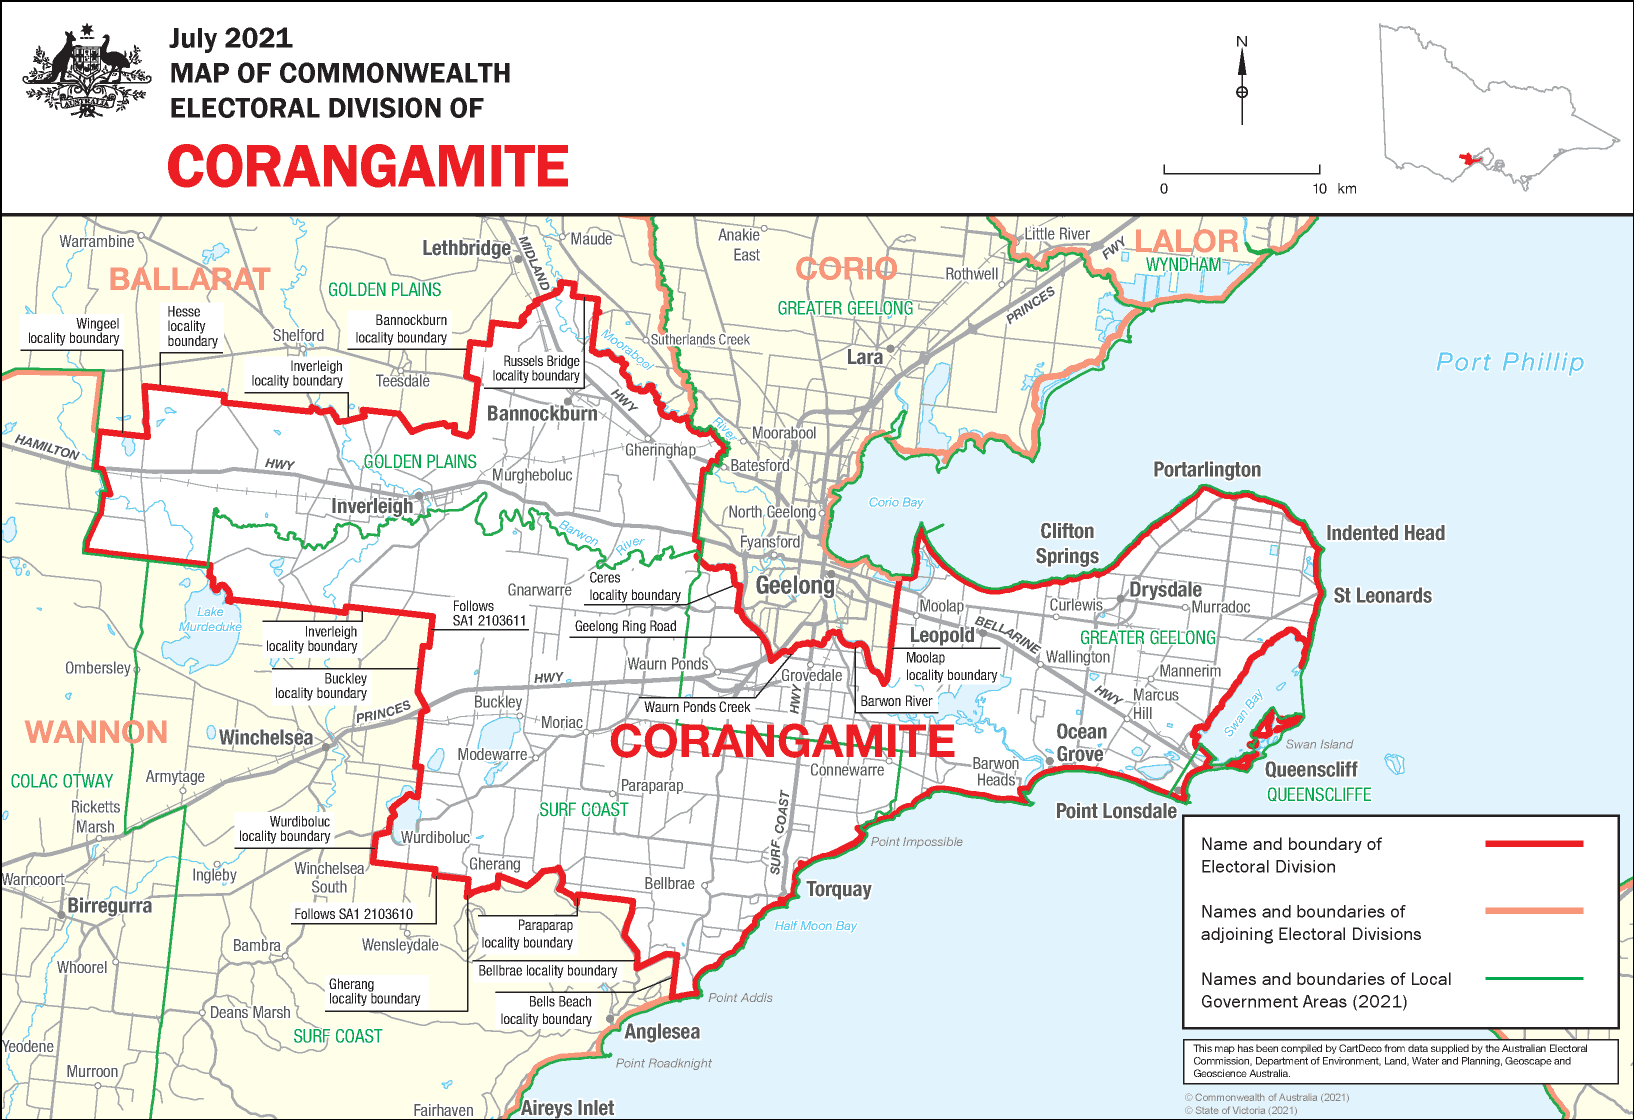 July 2021
MAP OF COMMONWEALTH
ELECTORAL DIVISION OF
CORANGAMITE
AUSTRALIA
N
0 10 km
Warrambine
Lethbridge
MIDLAND
Maude
Anakie
East
Little River
FWY
LALOR
WYNDHAM
BALLARAT
GOLDEN PLAINS
CORIO
GREATER GEELONG
Rothwell
PRINCES
Wingeel
locality boundary
Hesse
locality
boundary
Shelford
Bannockburn
locality boundary
Inverleigh
locality boundary
Teesdale
Russels Bridge
locality boundary
Moorabool
Sutherlands Creek
Lara
Port Phillip
Bannockburn
HWY
River
Moorabool
HAMILTON
HWY
GOLDEN PLAINS
Gheringhap
Batesford
Murgheboluc
Inverleigh
Barwon
River
North Geelong
Corio Bay
Portarlington
Clifton
Springs
Indented Head
Fyansford
Geelong
Gnarwarre
Ceres
locality boundary
Lake
Murdeduke
Follows
SA1 2103611
Geelong Ring Road
Moolap
Curlewis
Drysdale
Murradoc
St Leonards
Leopold
BELLARINE
GREATER GEELONG
Inverleigh
locality boundary
Ombersley
Buckley
locality boundary
Waurn Ponds
Grovedale
Moolap
locality boundary
Wallington
Mannerim
HWY
PRINCES
HWY
Barwon River
HWY
Marcus
Hill
Buckley
Waurn Ponds Creek
Swan Bay
WANNON
Winchelsea
Moriac
CORANGAMITE
Ocean
Grove
Swan Island
Modewarre
Connewarre
Barwon
Heads
Queenscliff
QUEENSCLIFFE
COLAC OTWAY
Armytage
Paraparap
SURF COAST
Point Lonsdale
Ricketts
Marsh
Wurdiboluc
locality boundary
Wurdiboluc
SURF COAST
Point Impossible
Warncoort
Ingleby
Winchelsea
South
Gherang
Bellbrae
Torquay
Birregurra
Follows SA1 2103610
Paraparap
locality boundary
Half Moon Bay
Bambra
Wensleydale
Whoorel
Bellbrae locality boundary
Gherang
locality boundary
Bells Beach
locality boundary
Point Addis
Deans Marsh
SURF COAST
Anglesea
Yeodene
Point Roadknight
Murroon
Fairhaven
Aireys Inlet
Name and boundary of
Electoral Division
Names and boundaries of
adjoining Electoral Divisions
Names and boundaries of Local
Government Areas (2021)
This map has been compiled by CartDeco from data supplied by the Australian Electoral
Commission, Department of Environment, Land, Water and Planning, Geoscape and
Geoscience Australia.
© Commonwealth of Australia (2021)
© State of Victoria (2021)